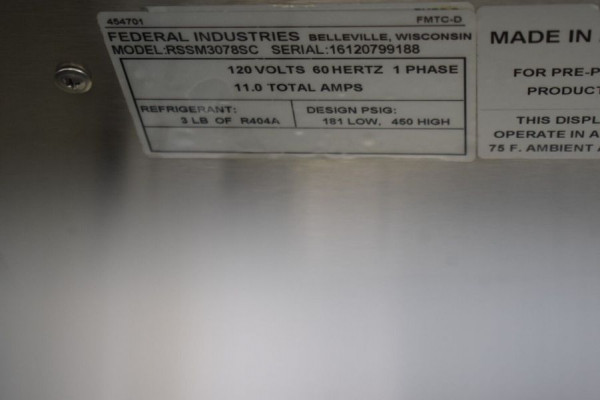 454701 FMTC-D
FEDERAL INDUSTRIES BELLEVILLE, WISCONSIN
MODEL:RSSM3078SC SERIAL:16120799188
120 VOLTS 60 HERTZ 1 PHASE
11.0 TOTAL AMPS
REFRIGERANT: DESIGN PSIG:
3 LB OF R404A 181 LOW, 450 HIGH
MADE IN
FOR PRE-P
PRODUCT
THIS DISPL
OPERATE IN A
75 F. AMBIENT